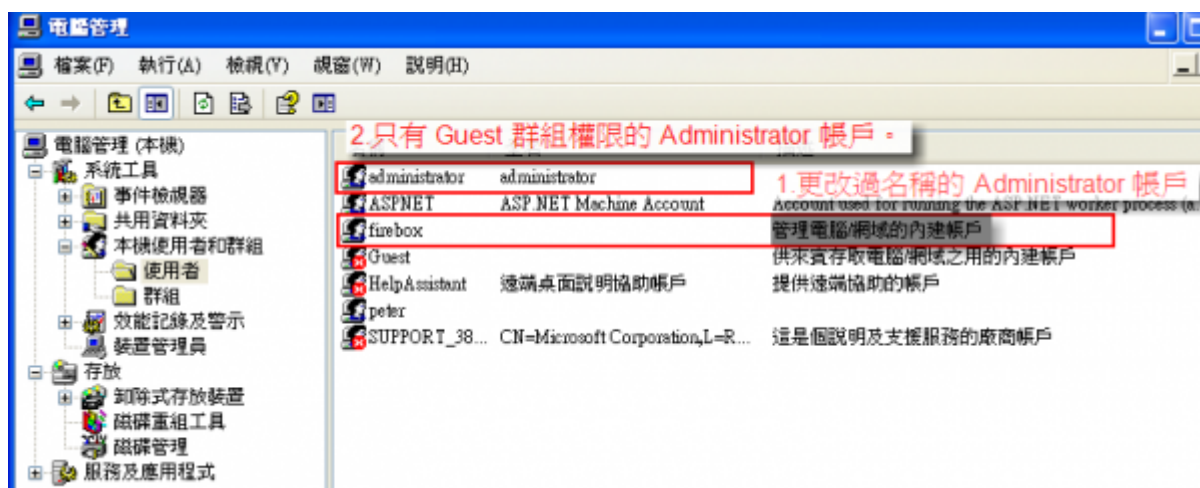 電腦管理
檔案(F) 執行(A) 檢視(V) 視窗(W) 說明(H)
2.只有 Guest 群組權限的 Administrator 帳戶。
電腦管理 (本機)
系統工具
事件檢視器
共用資料夾
本機使用者和群組
使用者
群組
效能記錄及警示
裝置管理員
存放
卸除式存放裝置
磁碟重組工具
磁碟管理
服務及應用程式
administrator administrator
1.更改過名稱的 Administrator 帳戶
ASPNET ASP.NET Machine Account Account used for running the ASP.NET worker process (a
firebox 管理電腦/網域的內建帳戶
Guest 供來賓存取電腦/網域之用的內建帳戶
HelpAssistant 遠端桌面說明協助帳戶 提供遠端協助的帳戶
peter
SUPPORT_38... CN=Microsoft Corporation,L=R... 這是個說明及支援服務的廠商帳戶